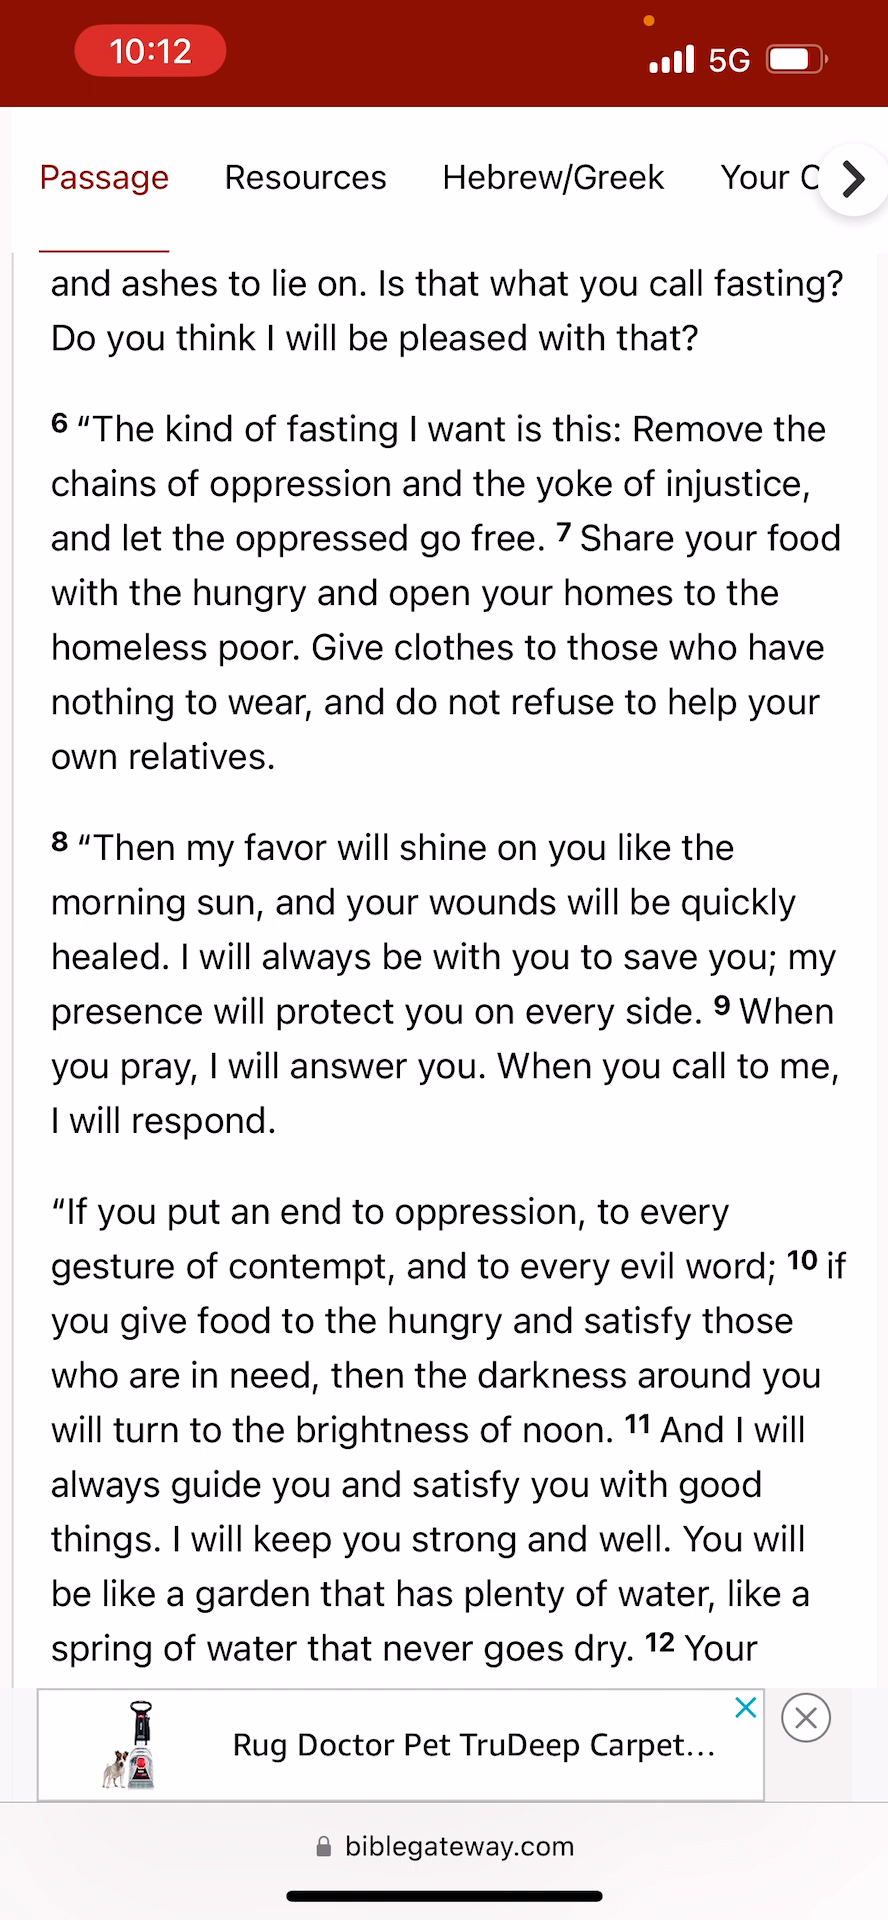 10:12
5G
Passage Resources Hebrew/Greek Your C
and ashes to lie on. Is that what you call fasting?
Do you think I will be pleased with that?
6 “The kind of fasting I want is this: Remove the
chains of oppression and the yoke of injustice,
and let the oppressed go free. 7 Share your food
with the hungry and open your homes to the
homeless poor. Give clothes to those who have
nothing to wear, and do not refuse to help your
own relatives.
8 “Then my favor will shine on you like the
morning sun, and your wounds will be quickly
healed. I will always be with you to save you; my
presence will protect you on every side. 9 When
you pray, I will answer you. When you call to me,
I will respond.
“If you put an end to oppression, to every
gesture of contempt, and to every evil word; 10 if
you give food to the hungry and satisfy those
who are in need, then the darkness around you
will turn to the brightness of noon. 11 And I will
always guide you and satisfy you with good
things. I will keep you strong and well. You will
be like a garden that has plenty of water, like a
spring of water that never goes dry. 12 Your
Rug Doctor Pet TruDeep Carpet...
biblegateway.com